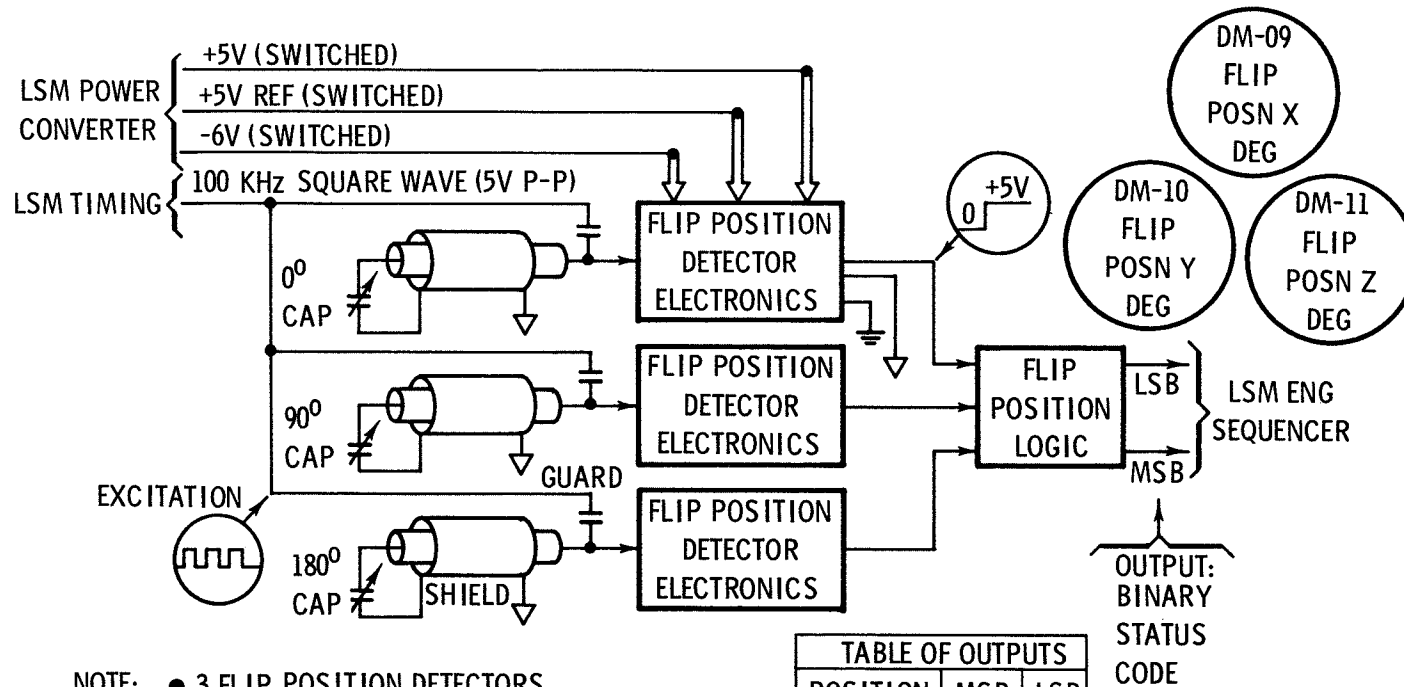 +5V (SWITCHED)
LSM POWER
CONVERTER
+5V REF (SWITCHED)
-6V (SWITCHED)
100 KHz SQUARE WAVE (5V P-P)
LSM TIMING
0⁰
CAP
90⁰
CAP
GUARD
EXCITATION
180⁰
CAP
SHIELD
FLIP POSITION
DETECTOR
ELECTRONICS
FLIP POSITION
DETECTOR
ELECTRONICS
FLIP POSITION
DETECTOR
ELECTRONICS
+5V
0
DM-09
FLIP
POSN X
DEG
DM-10
FLIP
POSN Y
DEG
DM-11
FLIP
POSN Z
DEG
FLIP
POSITION
LOGIC
LSB
MSB
LSM ENG
SEQUENCER
OUTPUT:
BINARY
STATUS
CODE
TABLE OF OUTPUTS
POSITION MSB LSB
NOTE: ● 3 FLIP POSITION DETECTORS